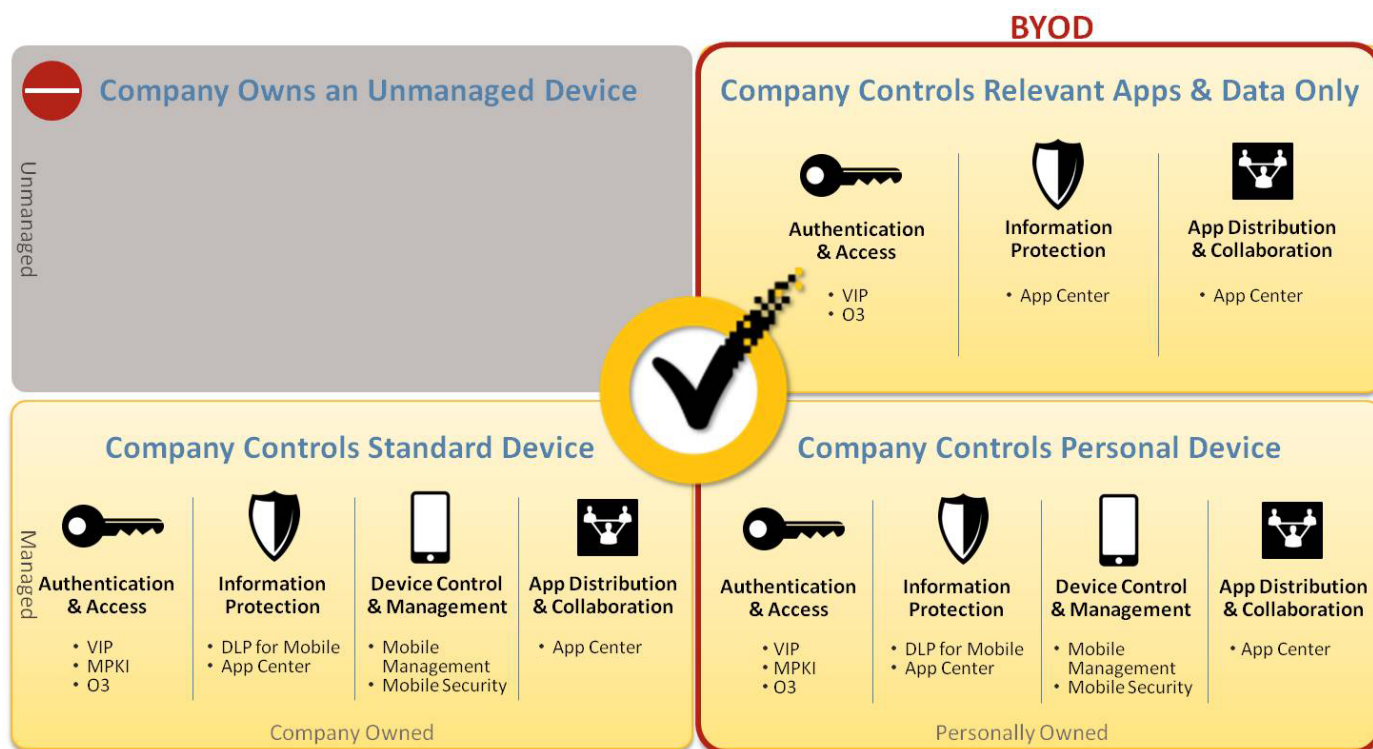 BYOD
Company Owns an Unmanaged Device
Unmanaged
Company Controls Relevant Apps & Data Only
Authentication
& Access
• VIP
• O3
Information
Protection
• App Center
App Distribution
& Collaboration
• App Center
Company Controls Standard Device
Managed
Authentication
& Access
• VIP
• MPKI
• O3
Information
Protection
• DLP for Mobile
• App Center
Device Control
& Management
• Mobile
Management
• Mobile Security
App Distribution
& Collaboration
• App Center
Company Owned
Company Controls Personal Device
Authentication
& Access
• VIP
• MPKI
• O3
Information
Protection
• DLP for Mobile
• App Center
Device Control
& Management
• Mobile
Management
• Mobile Security
App Distribution
& Collaboration
• App Center
Personally Owned